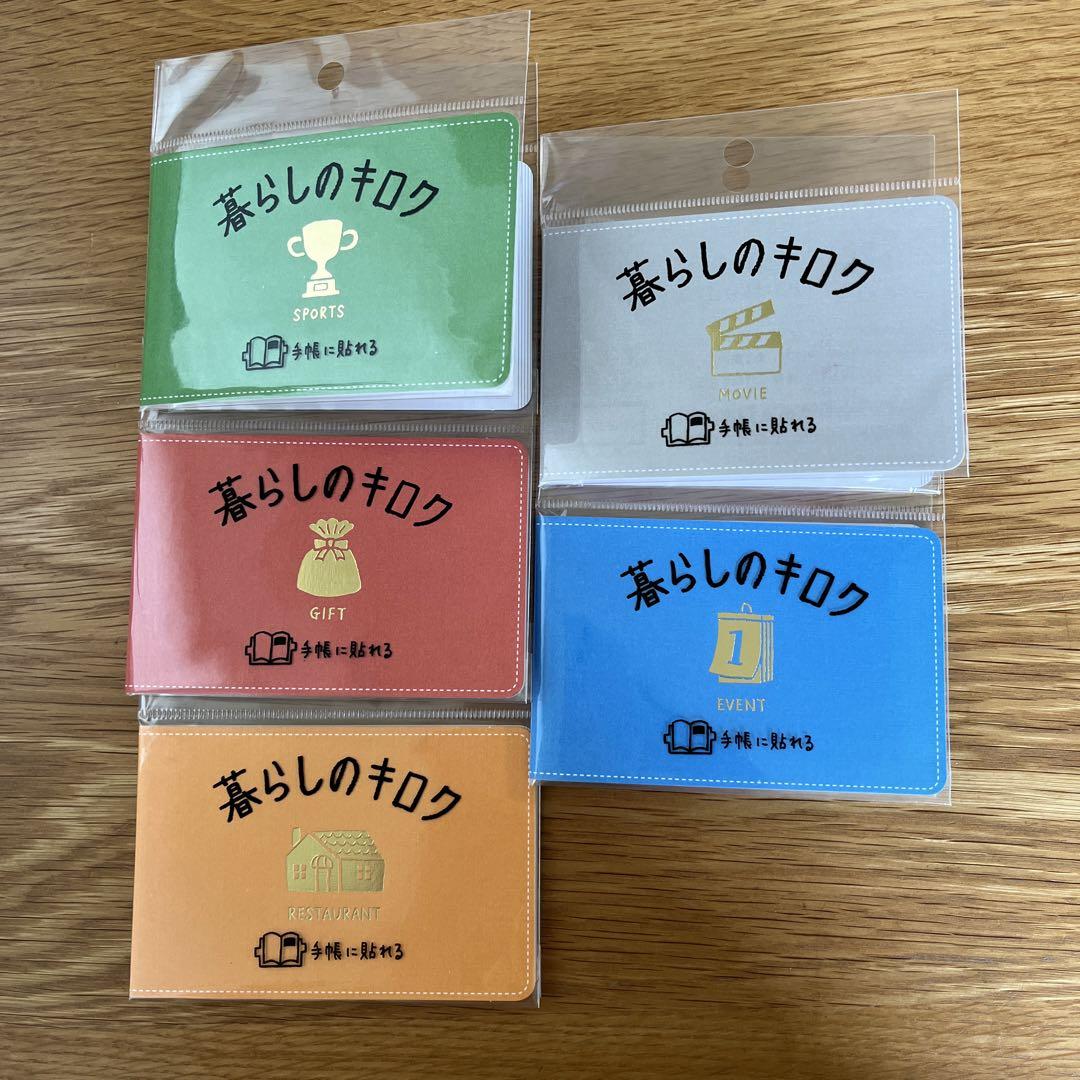 暮らしのキロク
SPORTS
手帳に貼れる
暮らしのキロク
MOVIE
手帳に貼れる
暮らしのキロク
GIFT
手帳に貼れる
暮らしのキロク
1
EVENT
手帳に貼れる
暮らしのキロク
RESTAURANT
手帳に貼れる